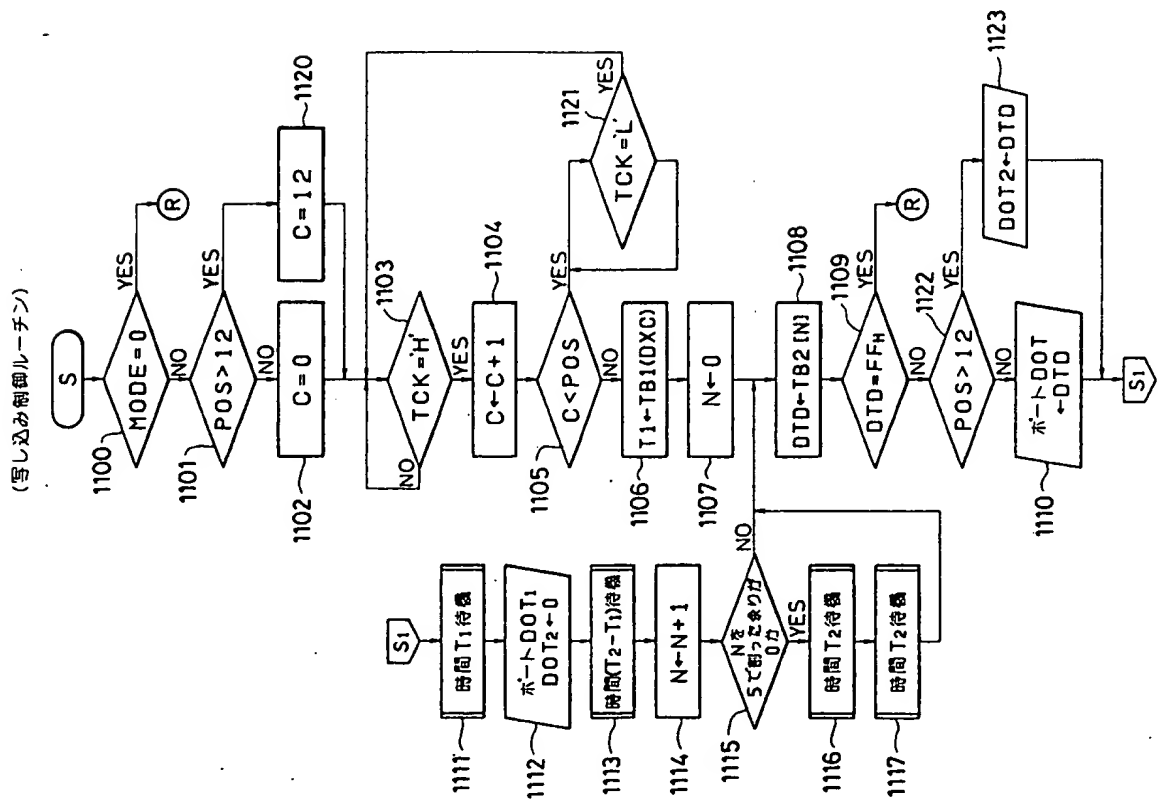 (写し込み制御ルーチン)
S
1100
MODE=0
YES
R
NO
1101
POS>12
YES
NO
1102
C=0
C=12
1120
1103
TCK='H'
NO
YES
C←C+1
1104
1105
C<POS
YES
NO
TCK='L'
YES
1121
1106
T1←TB1(DXC)
1107
N←0
DTD←TB2[N]
1108
DTD=FFH
1109
YES
R
NO
POS>12
1122
YES
NO
DOT2←DTD
1123
1110
ポートDOT
←DTD
S1
S1
1111
時間T1待機
1112
ポートDOT1
DOT2←0
1113
時間(T2-T1)待機
1114
N←N+1
1115
Nを
5で割った余りが
0か
NO
YES
1116
時間T2待機
1117
時間T2待機